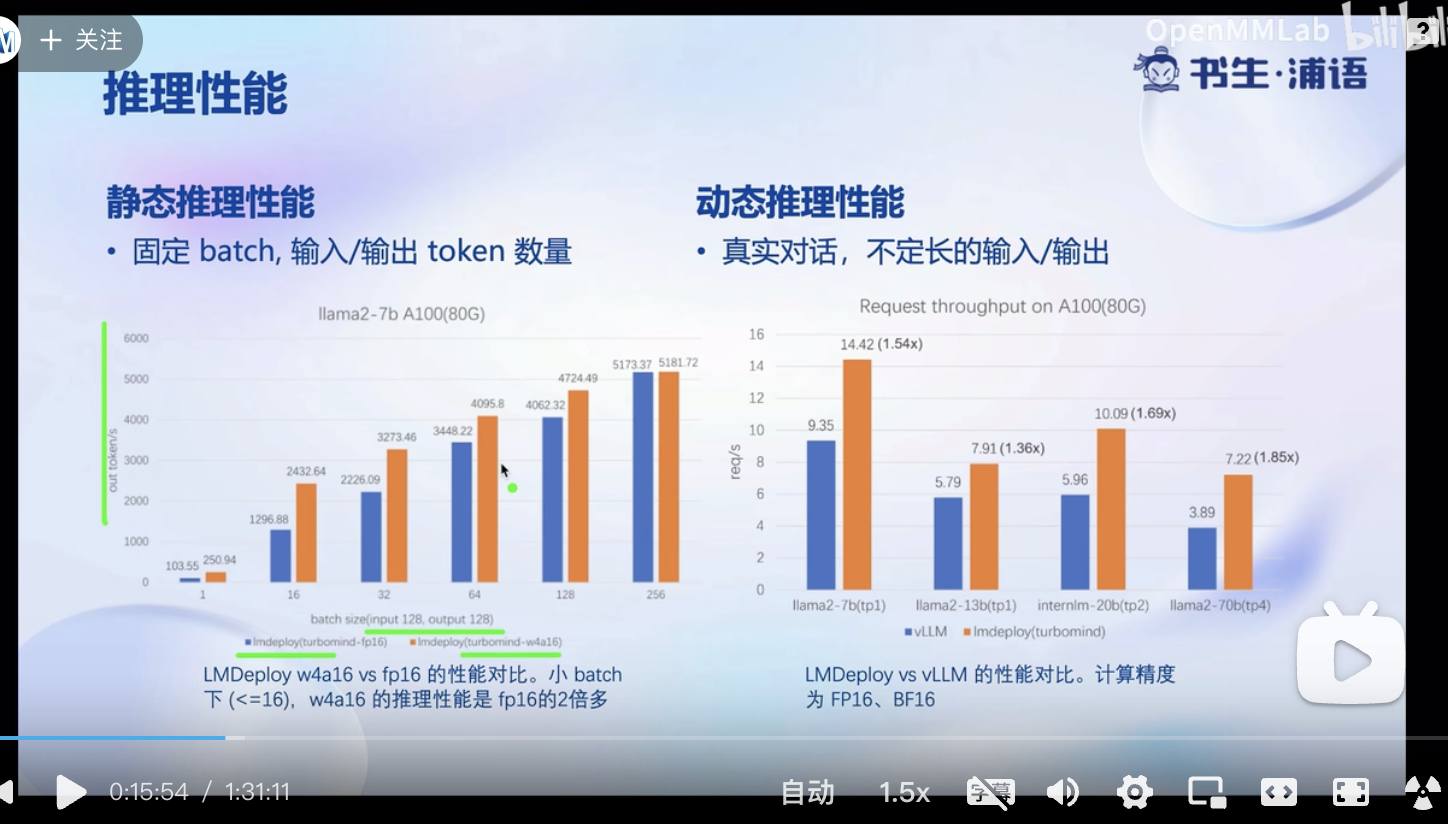 OpenMMLab bilibili
+ 关注
书生·浦语
推理性能
静态推理性能
• 固定 batch, 输入/输出 token 数量
llama2-7b A100(80G)
6000
5000
4000
3000
2000
1000
0
out token/s
103.55 250.94
1296.88 2432.64
2226.09 3273.46
3448.22 4095.8
4062.32 4724.49
5173.37 5181.72
1 16 32 64 128 256
batch size(input 128, output 128)
lmdeploy(turbomind-fp16) lmdeploy(turbomind-w4a16)
LMDeploy w4a16 vs fp16 的性能对比。小 batch
下 (<=16)，w4a16 的推理性能是 fp16的2倍多
动态推理性能
• 真实对话，不定长的输入/输出
Request throughput on A100(80G)
16
14
12
10
8
6
4
2
0
req/s
9.35 14.42 (1.54x)
5.79 7.91 (1.36x)
5.96 10.09 (1.69x)
3.89 7.22 (1.85x)
llama2-7b(tp1) llama2-13b(tp1) internlm-20b(tp2) llama2-70b(tp4)
vLLM lmdeploy(turbomind)
LMDeploy vs vLLM 的性能对比。计算精度
为 FP16、BF16
0:15:54 / 1:31:11
自动 1.5x 字幕